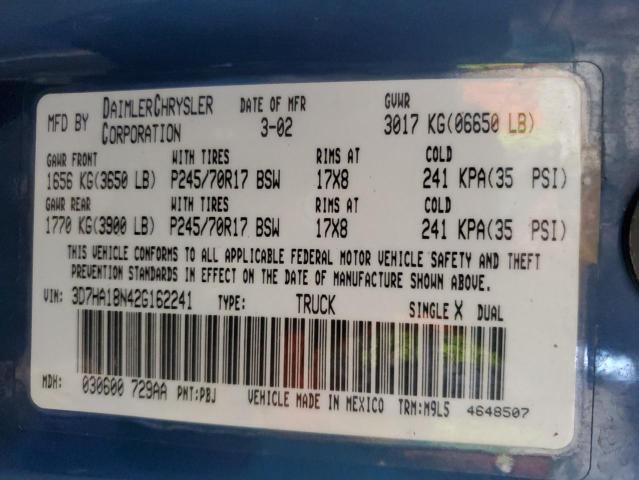 MFD BY DAIMLERCHRYSLER CORPORATION DATE OF MFR 3-02 GVWR 3017 KG(06650 LB)
GAWR FRONT WITH TIRES RIMS AT COLD
1656 KG(3650 LB) P245/70R17 BSW 17X8 241 KPA(35 PSI)
GAWR REAR WITH TIRES RIMS AT COLD
1770 KG(3900 LB) P245/70R17 BSW 17X8 241 KPA(35 PSI)
THIS VEHICLE CONFORMS TO ALL APPLICABLE FEDERAL MOTOR VEHICLE SAFETY AND THEFT
PREVENTION STANDARDS IN EFFECT ON THE DATE OF MANUFACTURE SHOWN ABOVE.
VIN: 3D7HA18N42G162241 TYPE: TRUCK SINGLE X DUAL
MDH: 030600 729AA PNT:PBJ VEHICLE MADE IN MEXICO TRM:M9L5 4648507